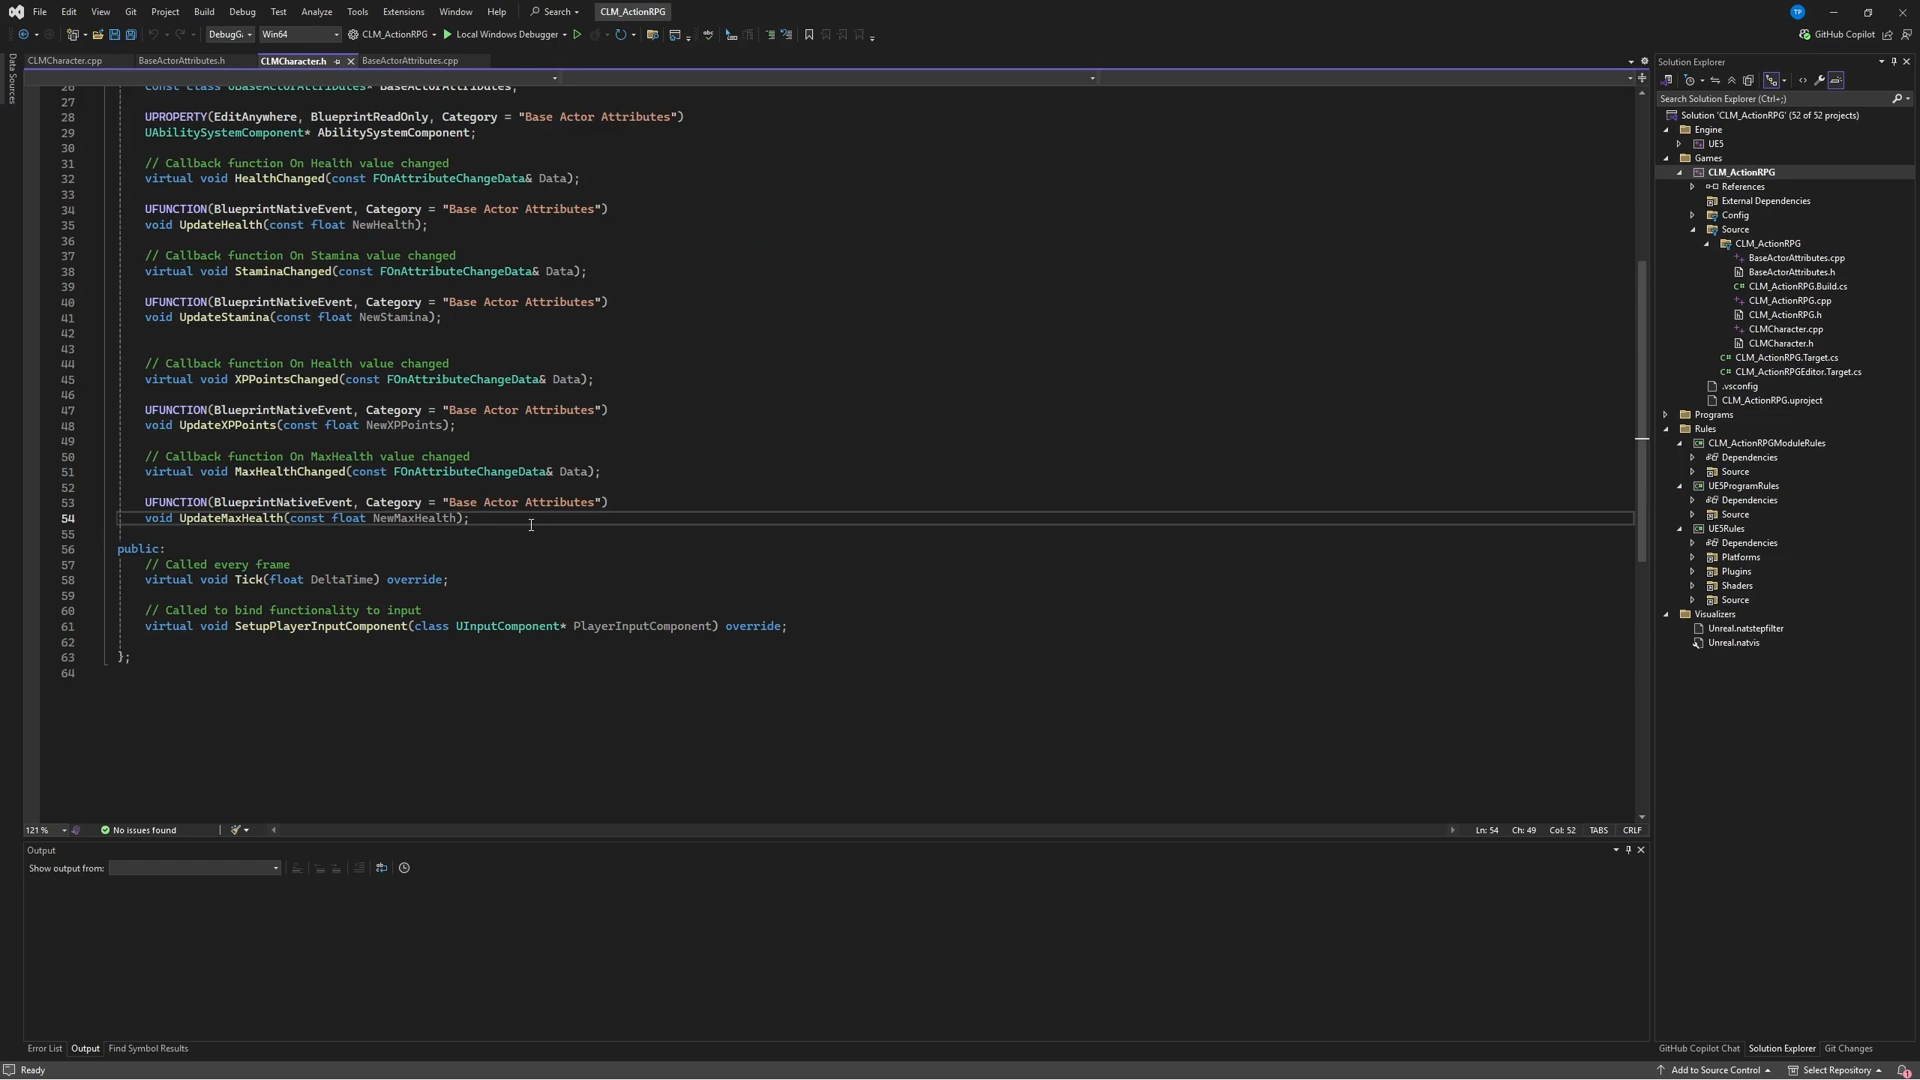 File Edit View Git Project Build Debug Test Analyze Tools Extensions Window Help Search CLM_ActionRPG TP
DebugG Win64 CLM_ActionRPG Local Windows Debugger GitHub Copilot
Data Sources
CLMCharacter.cpp BaseActorAttributes.h CLMCharacter.h BaseActorAttributes.cpp
26 const class UBaseActorAttributes* BaseActorAttributes;
27
28 UPROPERTY(EditAnywhere, BlueprintReadOnly, Category = "Base Actor Attributes")
29 UAbilitySystemComponent* AbilitySystemComponent;
30
31 // Callback function On Health value changed
32 virtual void HealthChanged(const FOnAttributeChangeData& Data);
33
34 UFUNCTION(BlueprintNativeEvent, Category = "Base Actor Attributes")
35 void UpdateHealth(const float NewHealth);
36
37 // Callback function On Stamina value changed
38 virtual void StaminaChanged(const FOnAttributeChangeData& Data);
39
40 UFUNCTION(BlueprintNativeEvent, Category = "Base Actor Attributes")
41 void UpdateStamina(const float NewStamina);
42
43
44 // Callback function On Health value changed
45 virtual void XPPointsChanged(const FOnAttributeChangeData& Data);
46
47 UFUNCTION(BlueprintNativeEvent, Category = "Base Actor Attributes")
48 void UpdateXPPoints(const float NewXPPoints);
49
50 // Callback function On MaxHealth value changed
51 virtual void MaxHealthChanged(const FOnAttributeChangeData& Data);
52
53 UFUNCTION(BlueprintNativeEvent, Category = "Base Actor Attributes")
54 void UpdateMaxHealth(const float NewMaxHealth);
55
56 public:
57 // Called every frame
58 virtual void Tick(float DeltaTime) override;
59
60 // Called to bind functionality to input
61 virtual void SetupPlayerInputComponent(class UInputComponent* PlayerInputComponent) override;
62
63 };
64
121 % No issues found Ln: 54 Ch: 49 Col: 52 TABS CRLF
Output
Show output from:
Error List Output Find Symbol Results
Ready
Solution Explorer
Search Solution Explorer (Ctrl+;)
Solution 'CLM_ActionRPG' (52 of 52 projects)
Engine
UE5
Games
CLM_ActionRPG
References
External Dependencies
Config
Source
CLM_ActionRPG
BaseActorAttributes.cpp
BaseActorAttributes.h
CLM_ActionRPG.Build.cs
CLM_ActionRPG.cpp
CLM_ActionRPG.h
CLMCharacter.cpp
CLMCharacter.h
CLM_ActionRPG.Target.cs
CLM_ActionRPGEditor.Target.cs
.vsconfig
CLM_ActionRPG.uproject
Programs
Rules
CLM_ActionRPGModuleRules
Dependencies
Source
UE5ProgramRules
Dependencies
Source
UE5Rules
Dependencies
Platforms
Plugins
Shaders
Source
Visualizers
Unreal.natstepfilter
Unreal.natvis
GitHub Copilot Chat Solution Explorer Git Changes
Add to Source Control Select Repository 1